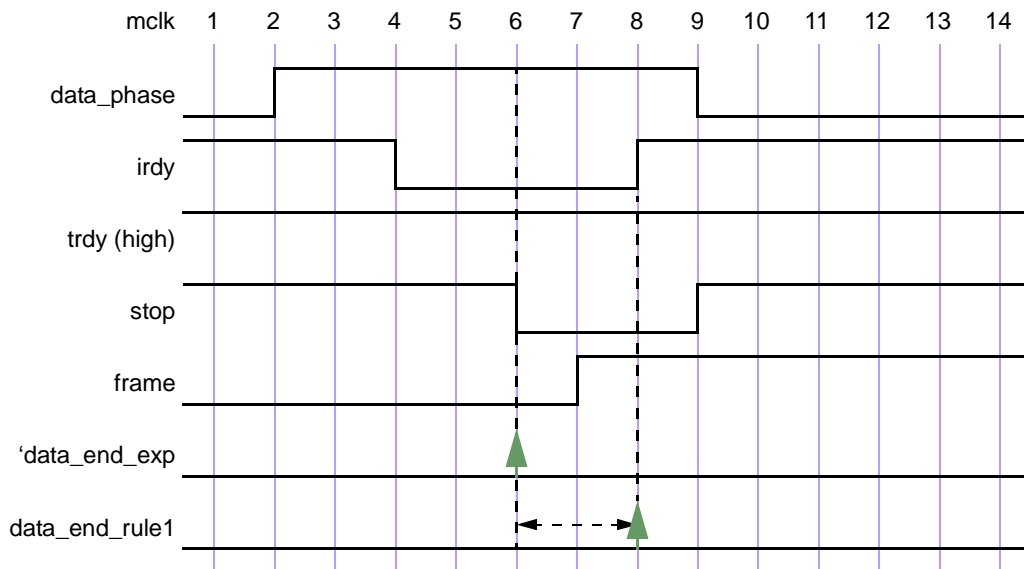 mclk 1 2 3 4 5 6 7 8 9 10 11 12 13 14
data_phase
irdy
trdy (high)
stop
frame
‘data_end_exp
data_end_rule1